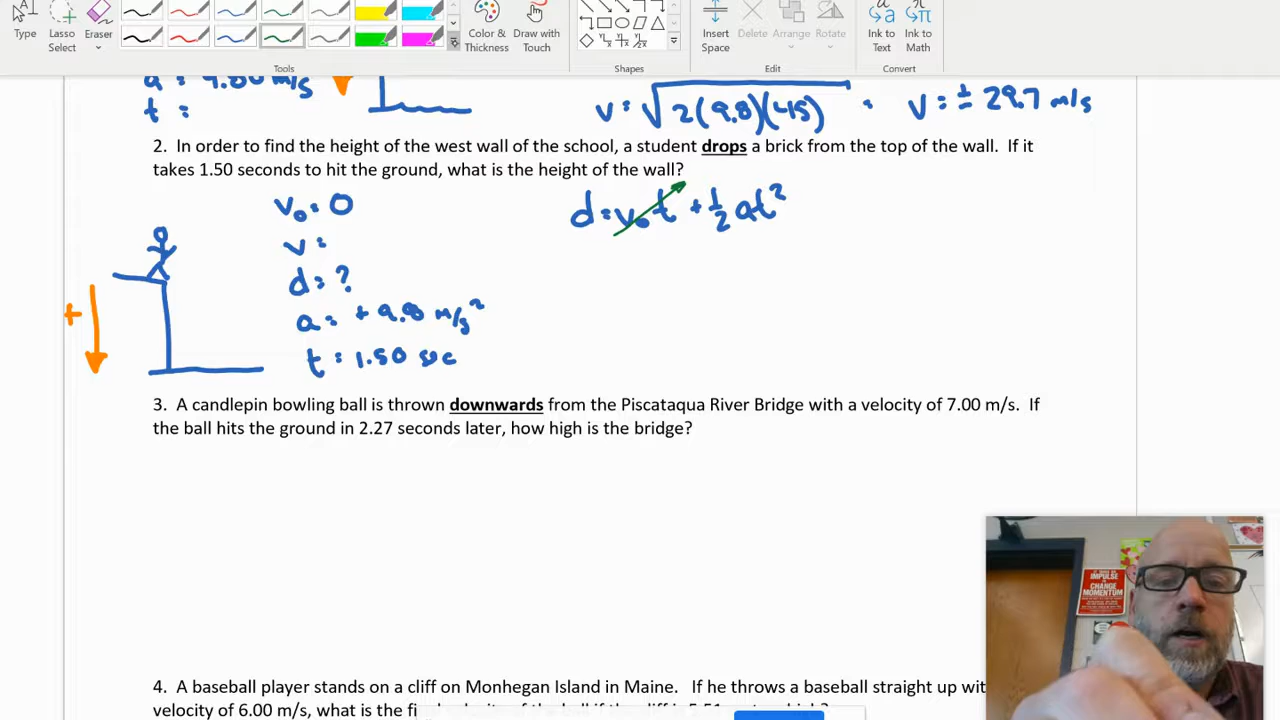 Type
Lasso
Select
Eraser
Color &
Thickness
Draw with
Touch
Insert
Space
Delete
Arrange
Rotate
Ink to
Text
Ink to
Math
Tools
Shapes
Edit
Convert
a = 9.80 m/s
t =
v = √2(9.8)(45) = v = ± 29.7 m/s
2. In order to find the height of the west wall of the school, a student drops a brick from the top of the wall. If it
takes 1.50 seconds to hit the ground, what is the height of the wall?
v₀ = 0
d = v₀t + ½at²
v =
d = ?
+
a = + 9.8 m/s²
t = 1.50 sec
3. A candlepin bowling ball is thrown downwards from the Piscataqua River Bridge with a velocity of 7.00 m/s. If
the ball hits the ground in 2.27 seconds later, how high is the bridge?
IMPULSE
CHANGE
MOMENTUM
4. A baseball player stands on a cliff on Monhegan Island in Maine. If he throws a baseball straight up
velocity of 6.00 m/s, what is the